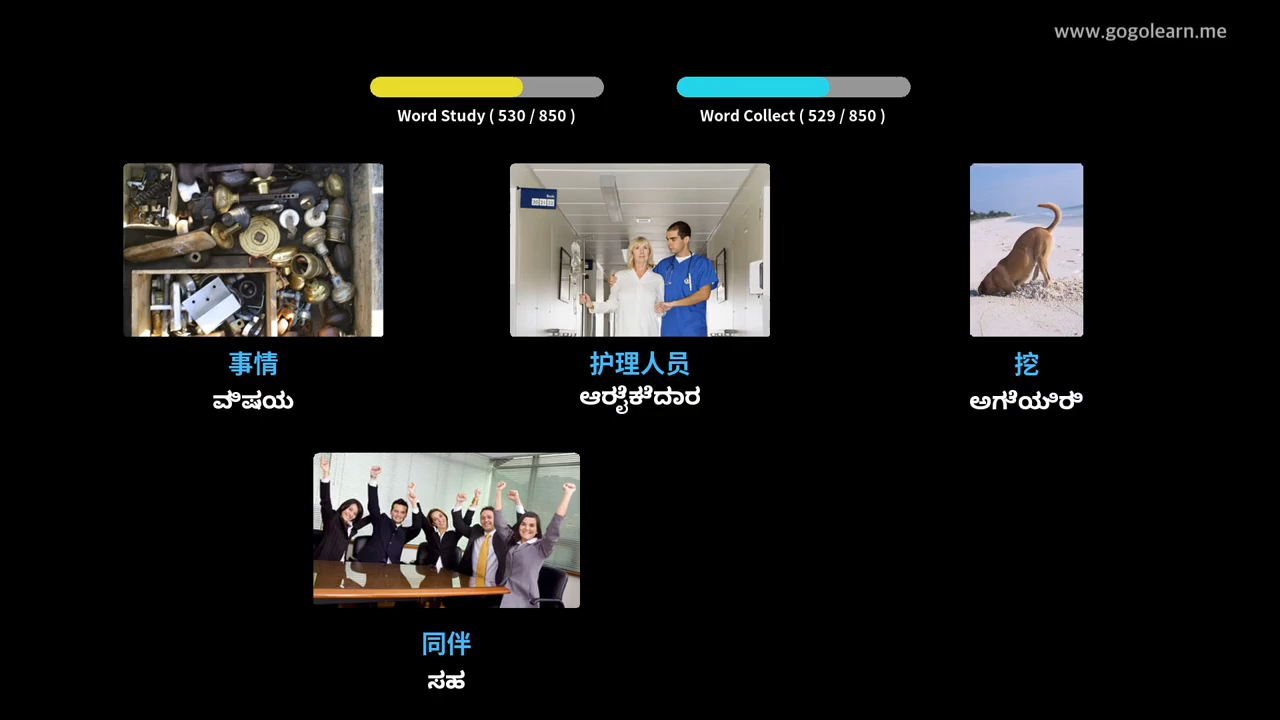 www.gogolearn.me
Word Study ( 530 / 850 )
Word Collect ( 529 / 850 )
事情
ವಿಷಯ
护理人员
ಆರೈಕೆದಾರ
挖
ಅಗೆಯಿರಿ
同伴
ಸಹ